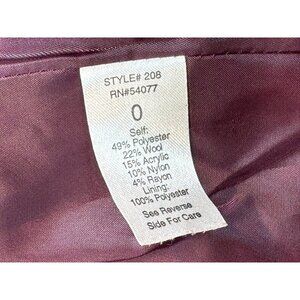 STYLE# 208
RN#54077
0
Self:
49% Polyester
22% Wool
15% Acrylic
10% Nylon
4% Rayon
Lining:
100% Polyester
See Reverse
Side For Care